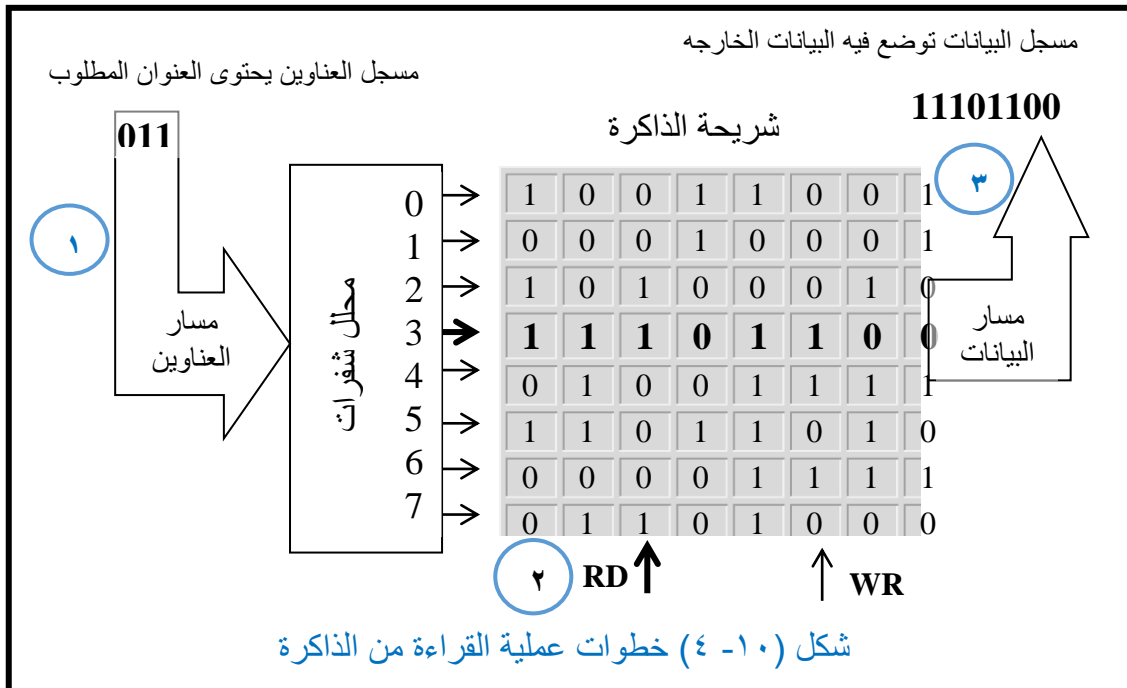 مسجل البيانات توضع فيه البيانات الخارجه
مسجل العناوين يحتوى العنوان المطلوب
11101100
011
شريحة الذاكرة
٣
١
٢
مسار
العناوين
محلل شفرات
مسار
البيانات
0 1 0 0 1 1 0 0 1
1 0 0 0 1 0 0 0 1
2 1 0 1 0 0 0 1 0
3 1 1 1 0 1 1 0 0
4 0 1 0 0 1 1 1 1
5 1 1 0 1 1 0 1 0
6 0 0 0 0 1 1 1 1
7 0 1 1 0 1 0 0 0
RD
WR
شكل (١٠- ٤) خطوات عملية القراءة من الذاكرة